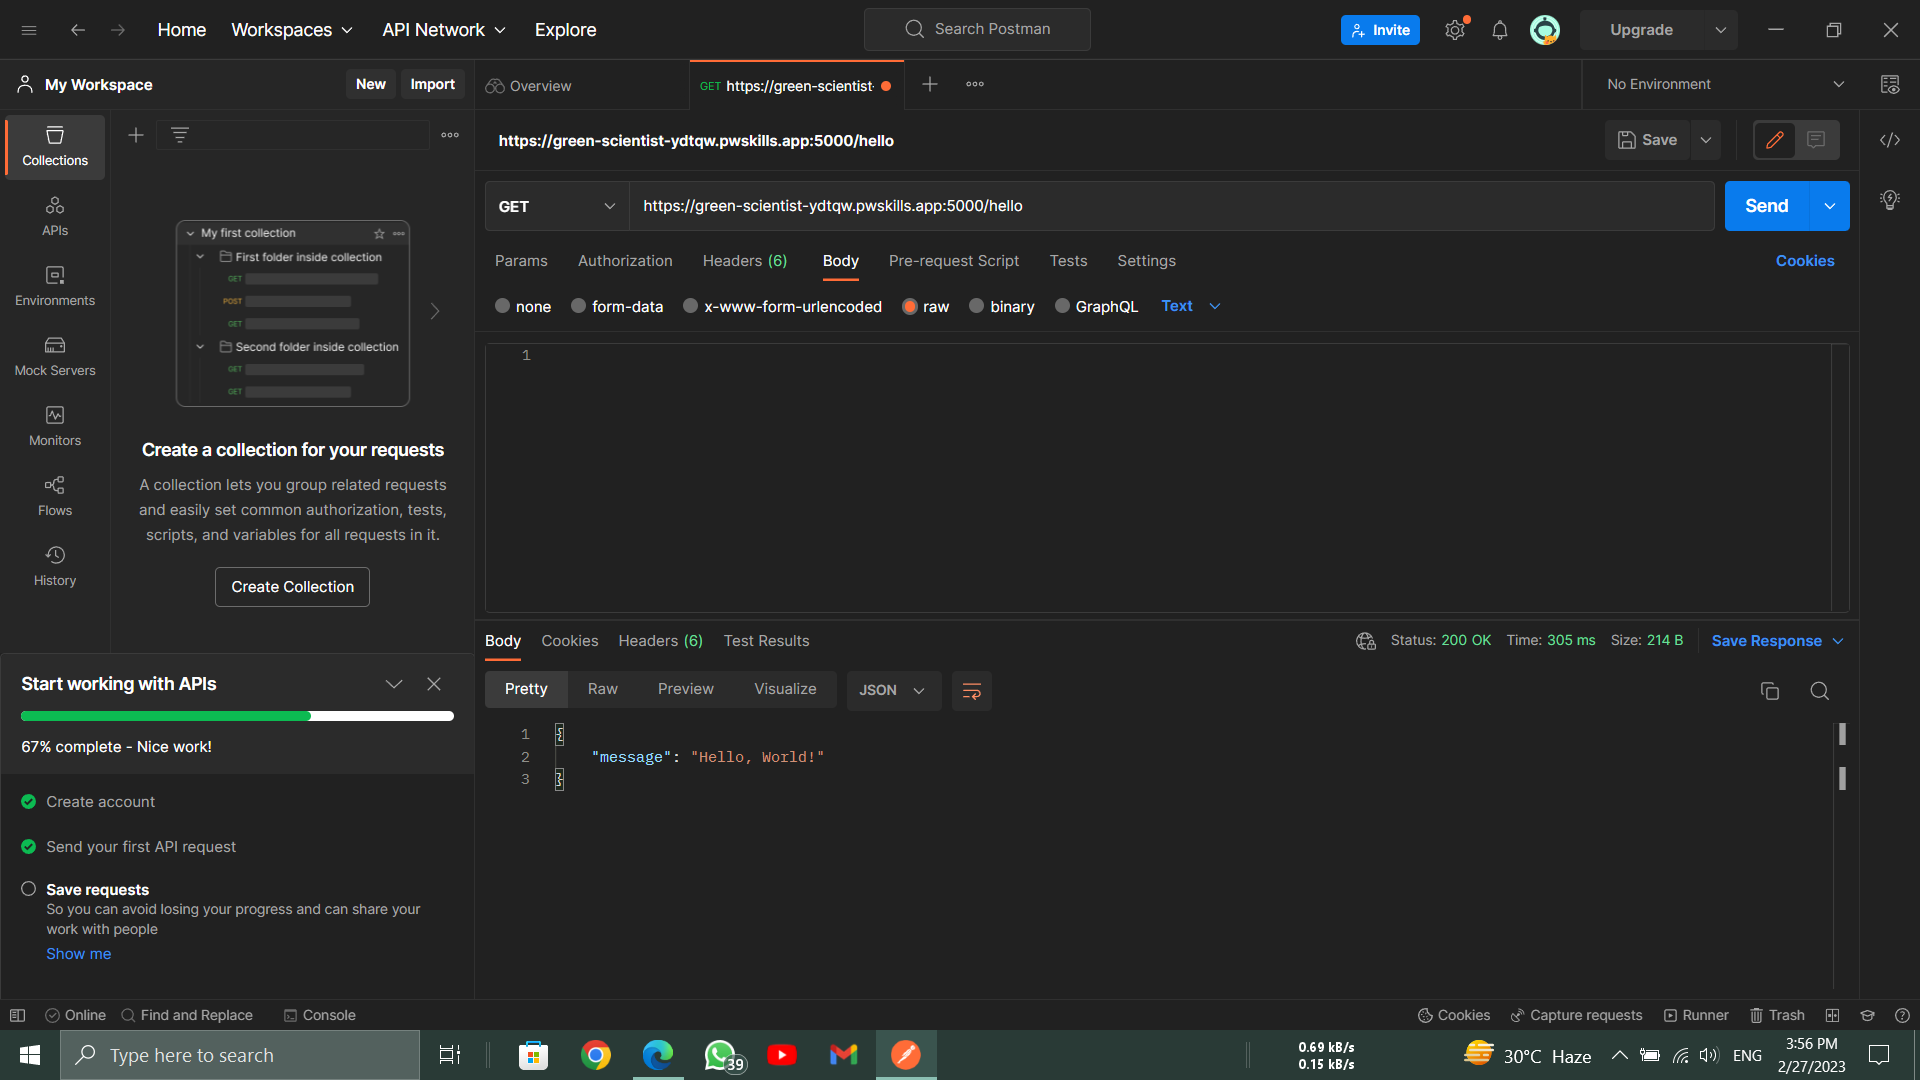 Home
Workspaces
API Network
Explore
Search Postman
Invite
Upgrade
My Workspace
New
Import
Overview
GET https://green-scientist-
No Environment
Collections
APIs
Environments
Mock Servers
Monitors
Flows
History
My first collection
First folder inside collection
GET
POST
GET
Second folder inside collection
GET
GET
Create a collection for your requests
A collection lets you group related requests
and easily set common authorization, tests,
scripts, and variables for all requests in it.
Create Collection
https://green-scientist-ydtqw.pwskills.app:5000/hello
Save
GET
https://green-scientist-ydtqw.pwskills.app:5000/hello
Send
Params
Authorization
Headers (6)
Body
Pre-request Script
Tests
Settings
Cookies
none
form-data
x-www-form-urlencoded
raw
binary
GraphQL
Text
1
Body
Cookies
Headers (6)
Test Results
Status: 200 OK
Time: 305 ms
Size: 214 B
Save Response
Pretty
Raw
Preview
Visualize
JSON
1 {
2 "message": "Hello, World!"
3 }
Start working with APIs
67% complete - Nice work!
Create account
Send your first API request
Save requests
So you can avoid losing your progress and can share your
work with people
Show me
Online
Find and Replace
Console
Cookies
Capture requests
Runner
Trash
Type here to search
39
0.69 kB/s
0.15 kB/s
30°C Haze
ENG
3:56 PM
2/27/2023